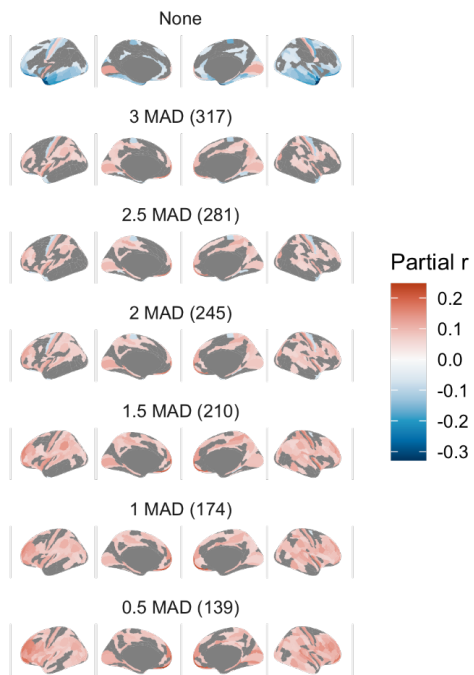 None
3 MAD (317)
2.5 MAD (281)
2 MAD (245)
1.5 MAD (210)
1 MAD (174)
0.5 MAD (139)
Partial r
0.2
0.1
0.0
-0.1
-0.2
-0.3